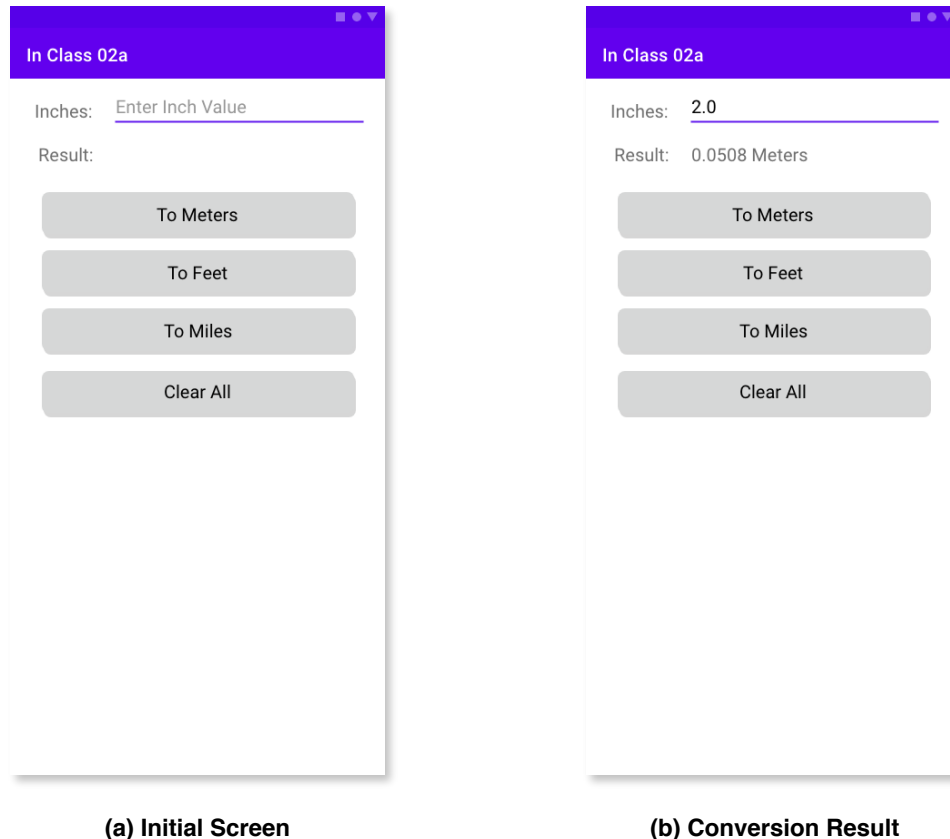 In Class 02a
Inches: Enter Inch Value
Result:
To Meters
To Feet
To Miles
Clear All
(a) Initial Screen
In Class 02a
Inches: 2.0
Result: 0.0508 Meters
To Meters
To Feet
To Miles
Clear All
(b) Conversion Result